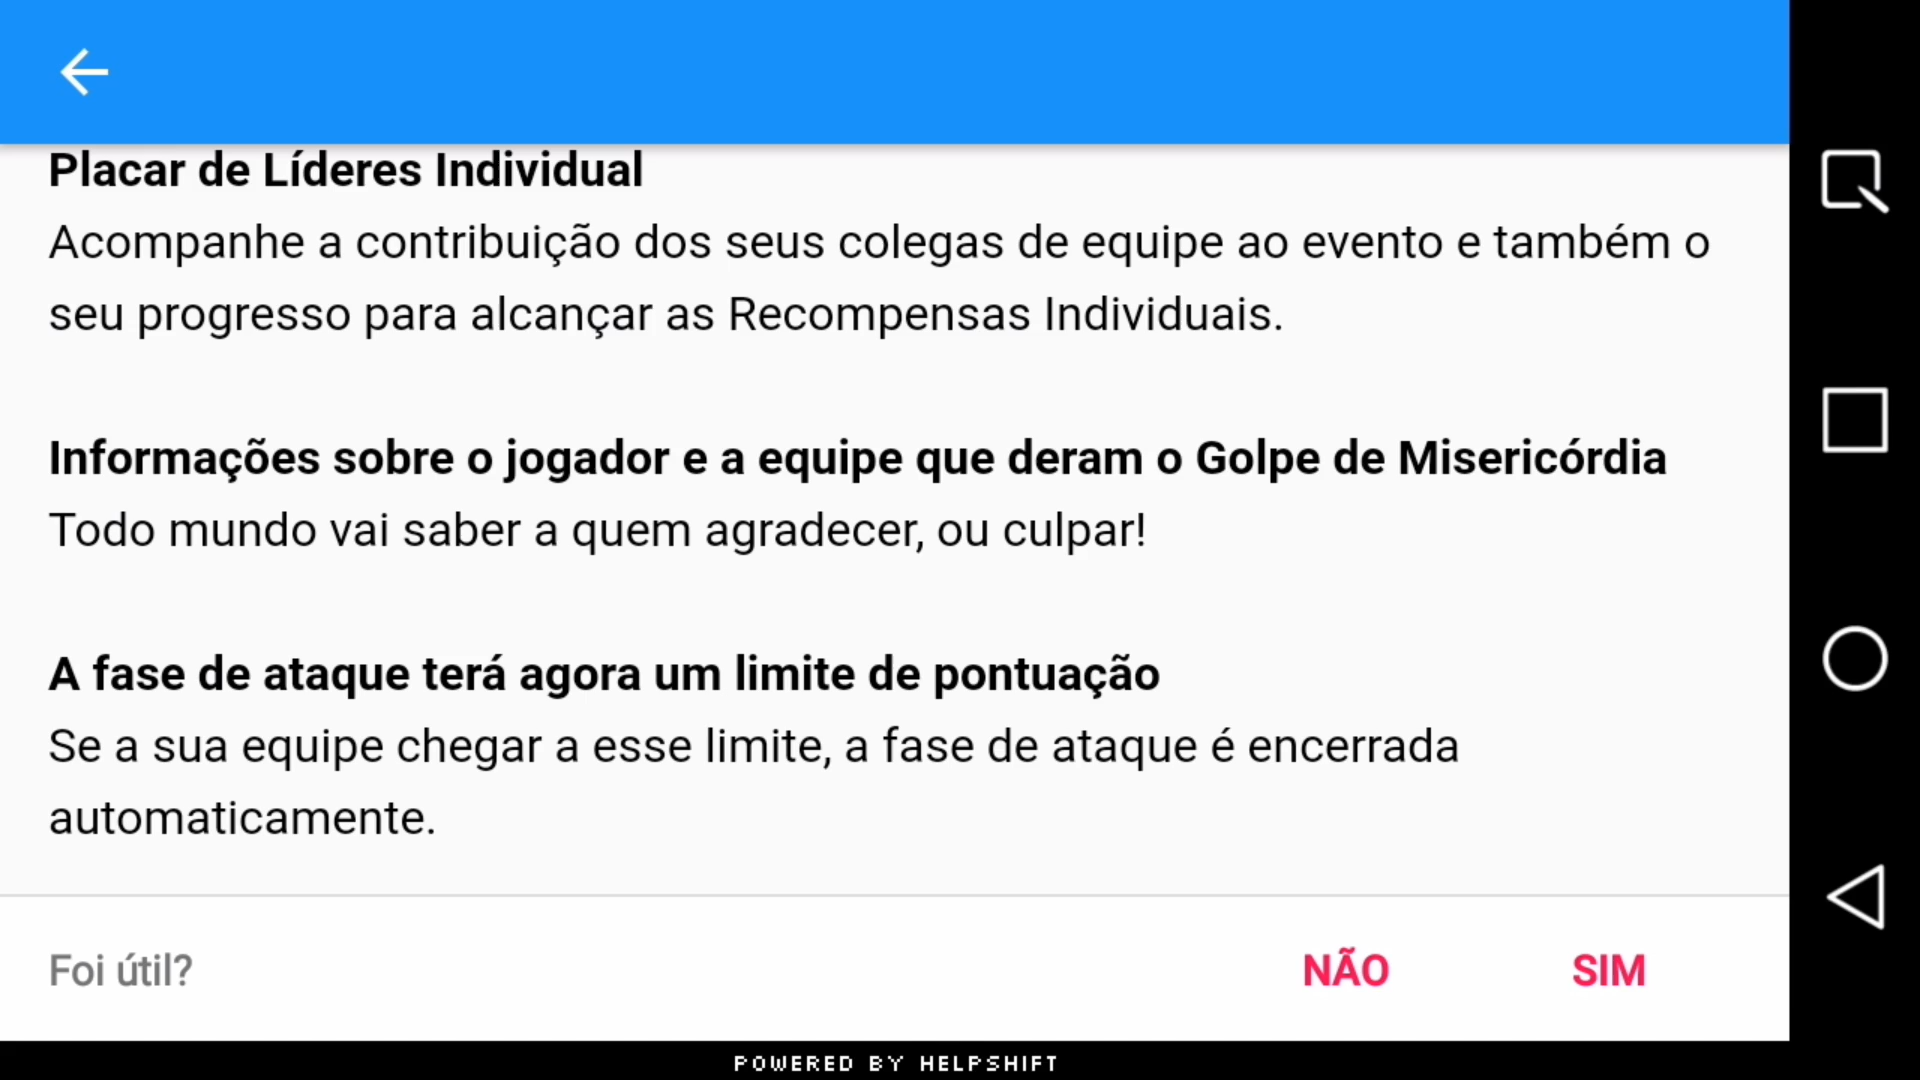 Placar de Líderes Individual
Acompanhe a contribuição dos seus colegas de equipe ao evento e também o
seu progresso para alcançar as Recompensas Individuais.
Informações sobre o jogador e a equipe que deram o Golpe de Misericórdia
Todo mundo vai saber a quem agradecer, ou culpar!
A fase de ataque terá agora um limite de pontuação
Se a sua equipe chegar a esse limite, a fase de ataque é encerrada
automaticamente.
Foi útil?
NÃO
SIM
POWERED BY HELPSHIFT